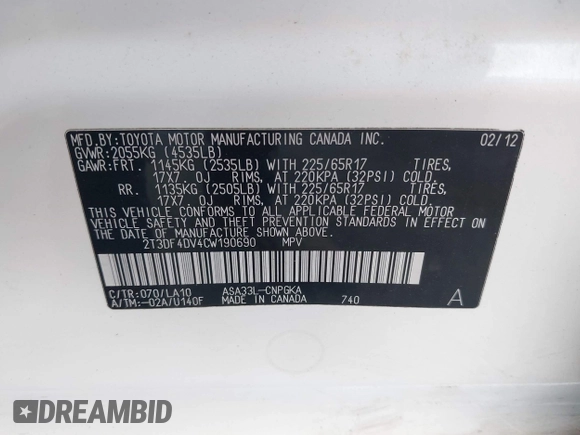 MFD.BY:TOYOTA MOTOR MANUFACTURING CANADA INC. 02/12
GVWR:2055KG (4535LB)
GAWR:FRT. 1145KG (2535LB) WITH 225/65R17 TIRES,
17X7. 0J RIMS, AT 220KPA (32PSI) COLD.
RR. 1135KG (2505LB) WITH 225/65R17 TIRES,
17X7. 0J RIMS, AT 220KPA (32PSI) COLD.
THIS VEHICLE CONFORMS TO ALL APPLICABLE FEDERAL MOTOR
VEHICLE SAFETY AND THEFT PREVENTION STANDARDS IN EFFECT ON
THE DATE OF MANUFACTURE SHOWN ABOVE.
2T3DF4DV4CW190690 MPV
C/TR:070/LA10 ASA33L-CNPGKA
A/TM:-02A/U140F MADE IN CANADA 740 A
DREAMBID